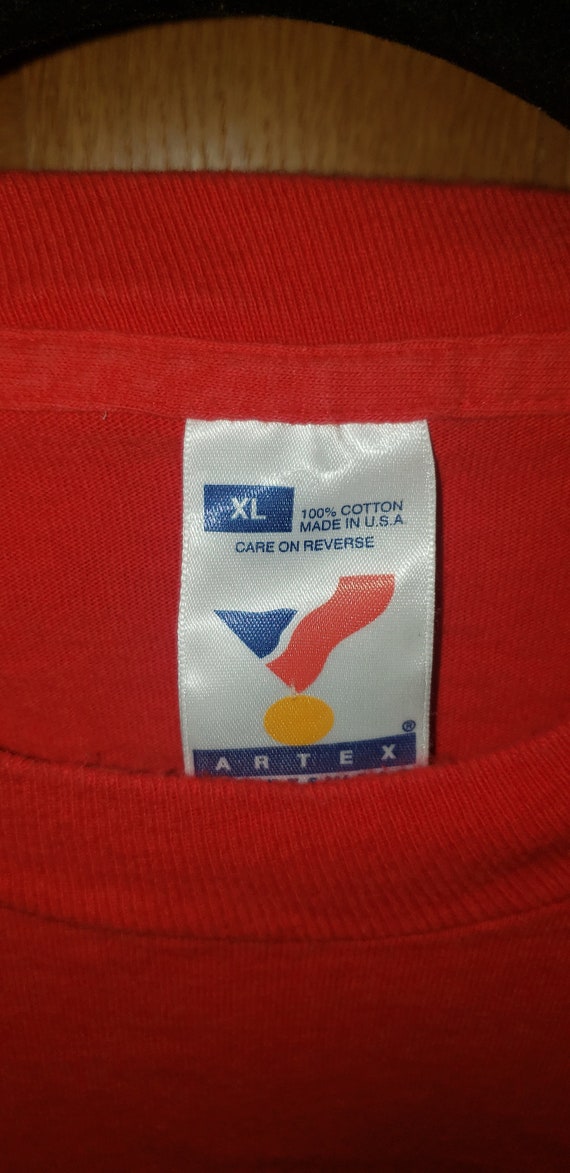 XL
100% COTTON
MADE IN U.S.A.
CARE ON REVERSE
®
ARTEX